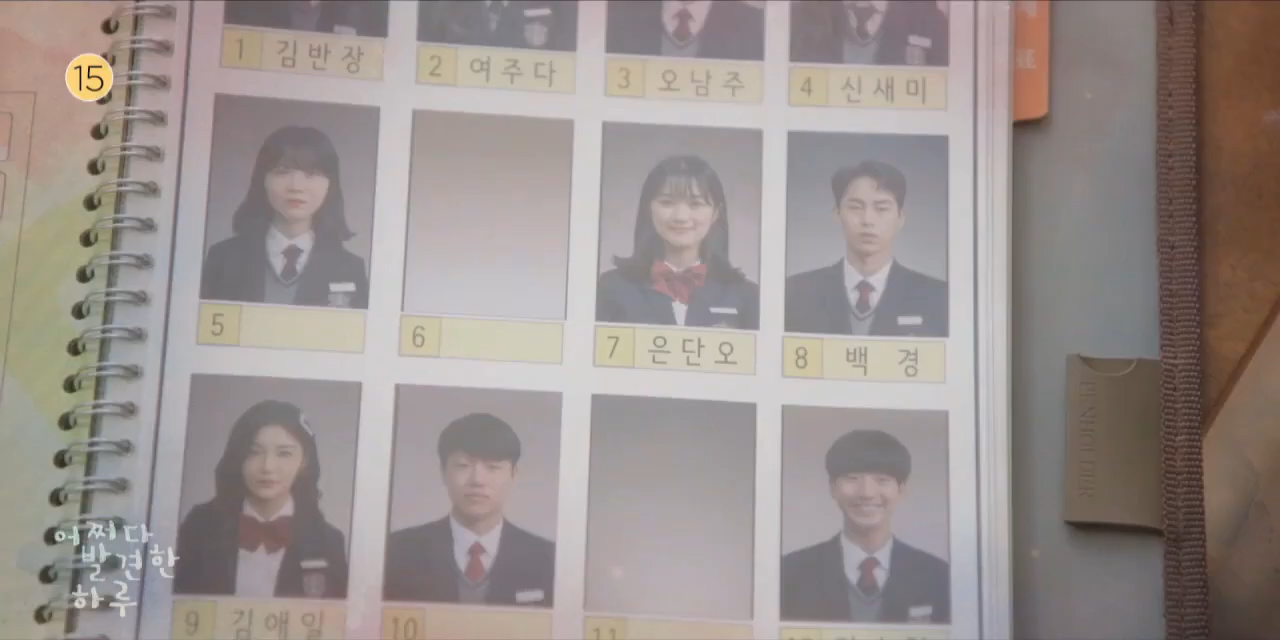 15
1 김반장
2 여주다
3 오남주
4 신새미
5
6
7 은단오
8 백 경
9 김애일
10
11
PENHOLDER
어쩌다
발견한
하루